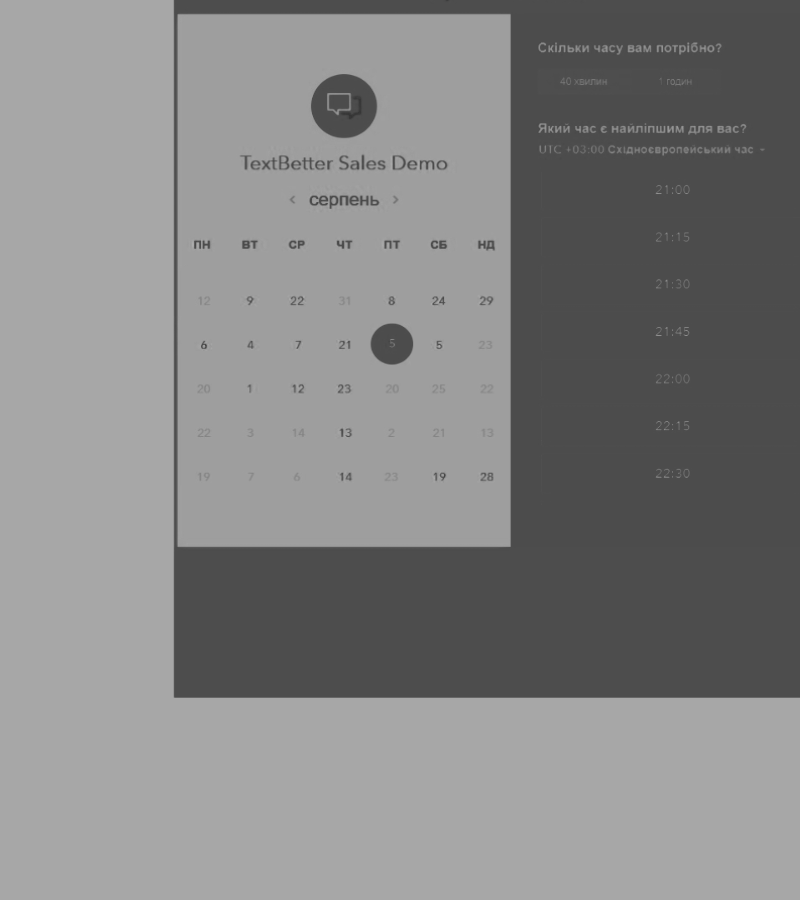 TextBetter Sales Demo
‹ серпень ›
ПН ВТ СР ЧТ ПТ СБ НД
12 9 22 31 8 24 29
6 4 7 21 5 5 23
20 1 12 23 20 25 22
22 3 14 13 2 21 13
19 7 6 14 23 19 28
Скільки часу вам потрібно?
40 хвилин 1 годин
Який час є найліпшим для вас?
UTC +03:00 Східноєвропейський час
21:00
21:15
21:30
21:45
22:00
22:15
22:30